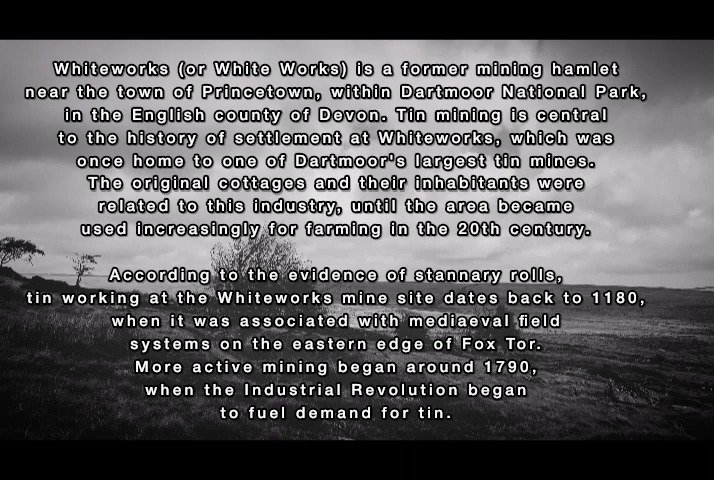 Whiteworks (or White Works) is a former mining hamlet
near the town of Princetown, within Dartmoor National Park,
in the English county of Devon. Tin mining is central
to the history of settlement at Whiteworks, which was
once home to one of Dartmoor's largest tin mines.
The original cottages and their inhabitants were
related to this industry, until the area became
used increasingly for farming in the 20th century.
According to the evidence of stannary rolls,
tin working at the Whiteworks mine site dates back to 1180,
when it was associated with mediaeval field
systems on the eastern edge of Fox Tor.
More active mining began around 1790,
when the Industrial Revolution began
to fuel demand for tin.